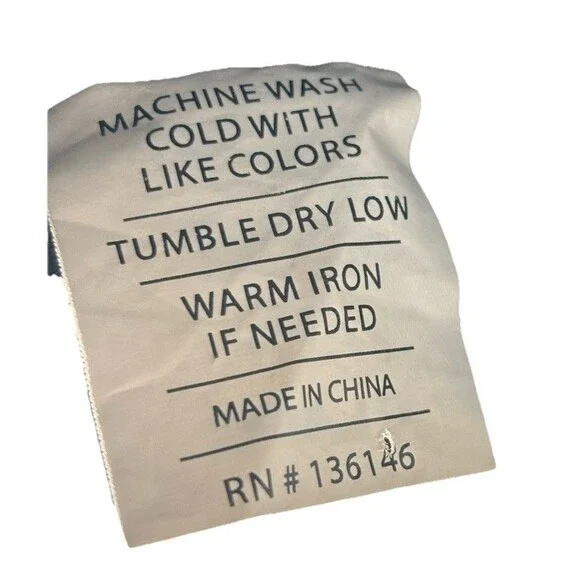 MACHINE WASH
COLD WITH
LIKE COLORS
TUMBLE DRY LOW
WARM IRON
IF NEEDED
MADE IN CHINA
RN # 136146